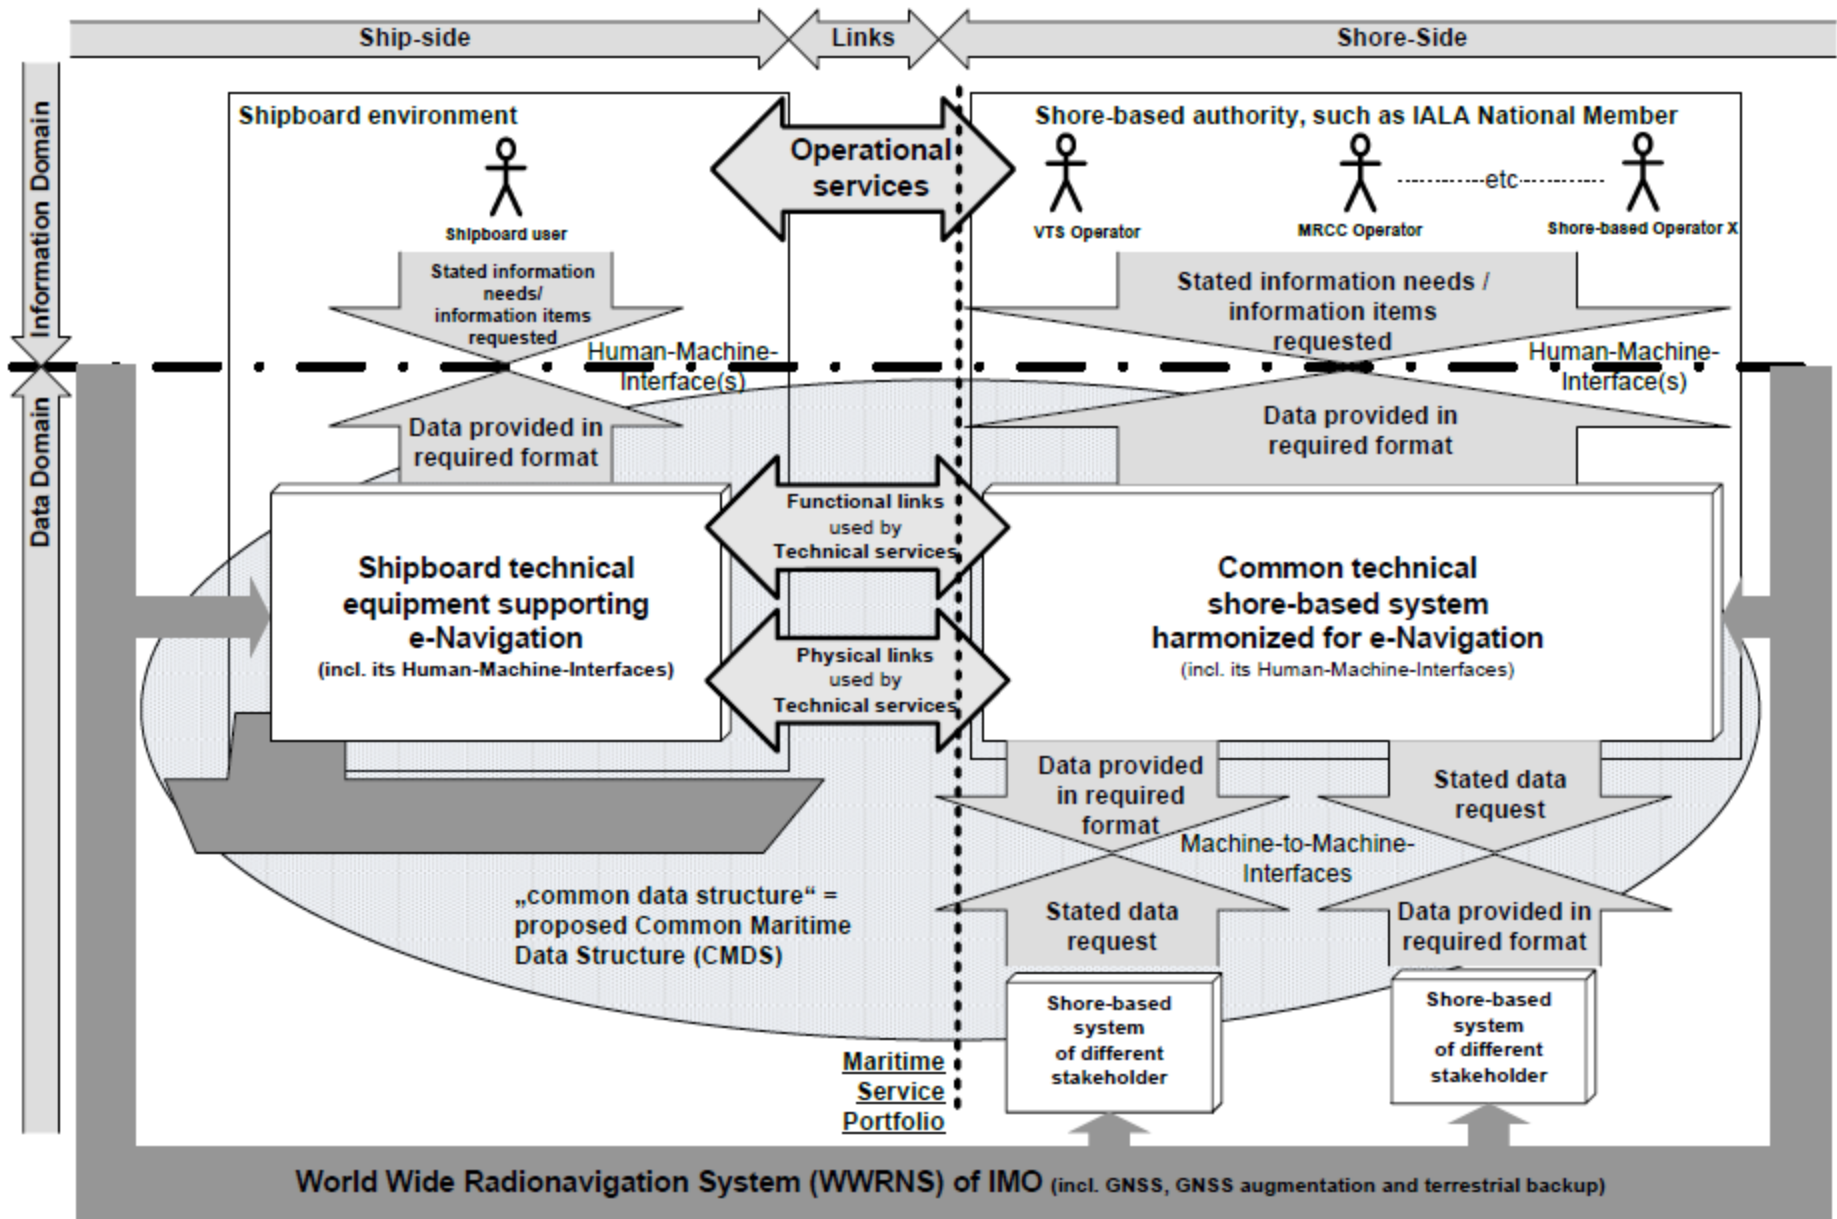 Ship-side
Links
Shore-Side
Information Domain
Data Domain
Shipboard environment
Shipboard user
Operational
services
Shore-based authority, such as IALA National Member
etc
VTS Operator
MRCC Operator
Shore-based Operator X
Stated information
needs/
information items
requested
Stated information needs /
information items
requested
Human-Machine-
Interface(s)
Human-Machine-
Interface(s)
Data provided in
required format
Data provided in
required format
Shipboard technical
equipment supporting
e-Navigation
(incl. its Human-Machine-Interfaces)
Functional links
used by
Technical services
Physical links
used by
Technical services
Common technical
shore-based system
harmonized for e-Navigation
(incl. its Human-Machine-Interfaces)
Data provided
in required
format
Stated data
request
Machine-to-Machine-
Interfaces
Stated data
request
Data provided in
required format
„common data structure“ =
proposed Common Maritime
Data Structure (CMDS)
Shore-based
system
of different
stakeholder
Shore-based
system
of different
stakeholder
Maritime
Service
Portfolio
World Wide Radionavigation System (WWRNS) of IMO (incl. GNSS, GNSS augmentation and terrestrial backup)